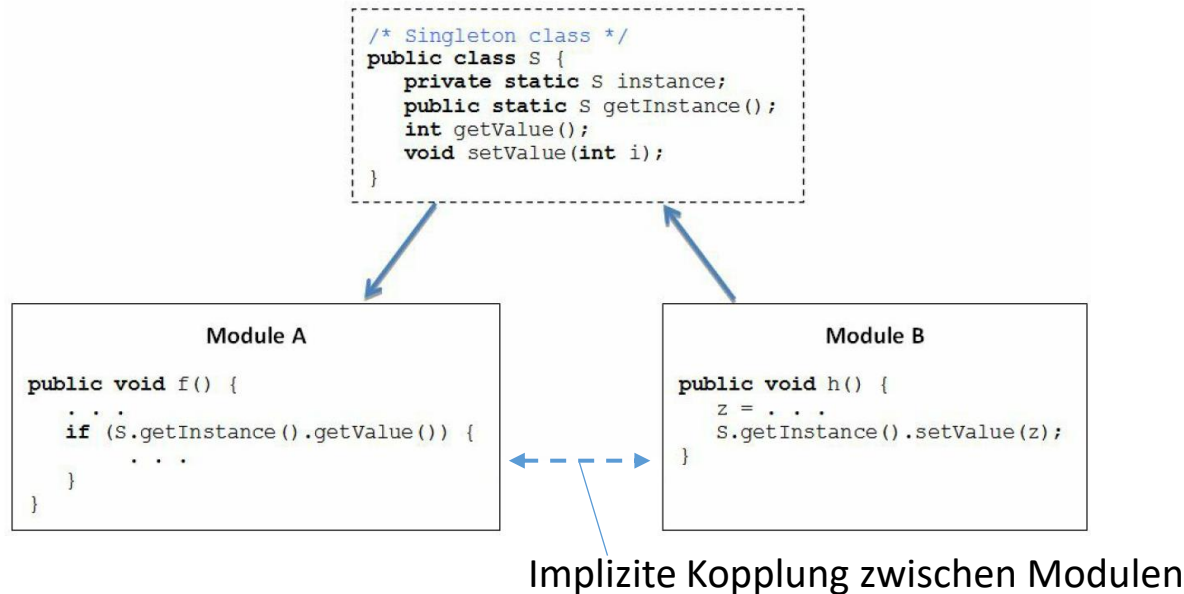 /* Singleton class */
public class S {
private static S instance;
public static S getInstance();
int getValue();
void setValue(int i);
}
Module A
public void f() {
. . .
if (S.getInstance().getValue()) {
. . .
}
}
Module B
public void h() {
z = . . .
S.getInstance().setValue(z);
}
Implizite Kopplung zwischen Modulen